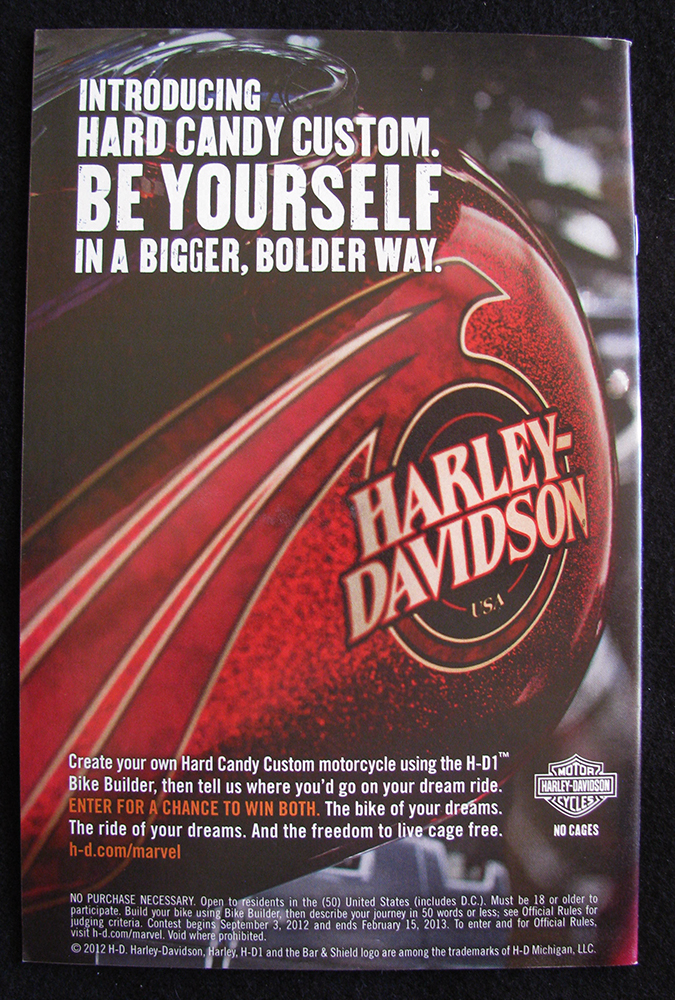 INTRODUCING
HARD CANDY CUSTOM.
BE YOURSELF
IN A BIGGER, BOLDER WAY.
HARLEY-
DAVIDSON
USA
Create your own Hard Candy Custom motorcycle using the H-D1™
Bike Builder, then tell us where you'd go on your dream ride.
ENTER FOR A CHANCE TO WIN BOTH. The bike of your dreams.
The ride of your dreams. And the freedom to live cage free.
h-d.com/marvel
MOTOR
HARLEY-DAVIDSON
CYCLES
NO CAGES
NO PURCHASE NECESSARY. Open to residents in the (50) United States (includes D.C.). Must be 18 or older to
participate. Build your bike using Bike Builder, then describe your journey in 50 words or less; see Official Rules for
judging criteria. Contest begins September 3, 2012 and ends February 15, 2013. To enter and for Official Rules,
visit h-d.com/marvel. Void where prohibited.
© 2012 H-D. Harley-Davidson, Harley, H-D1 and the Bar & Shield logo are among the trademarks of H-D Michigan, LLC.